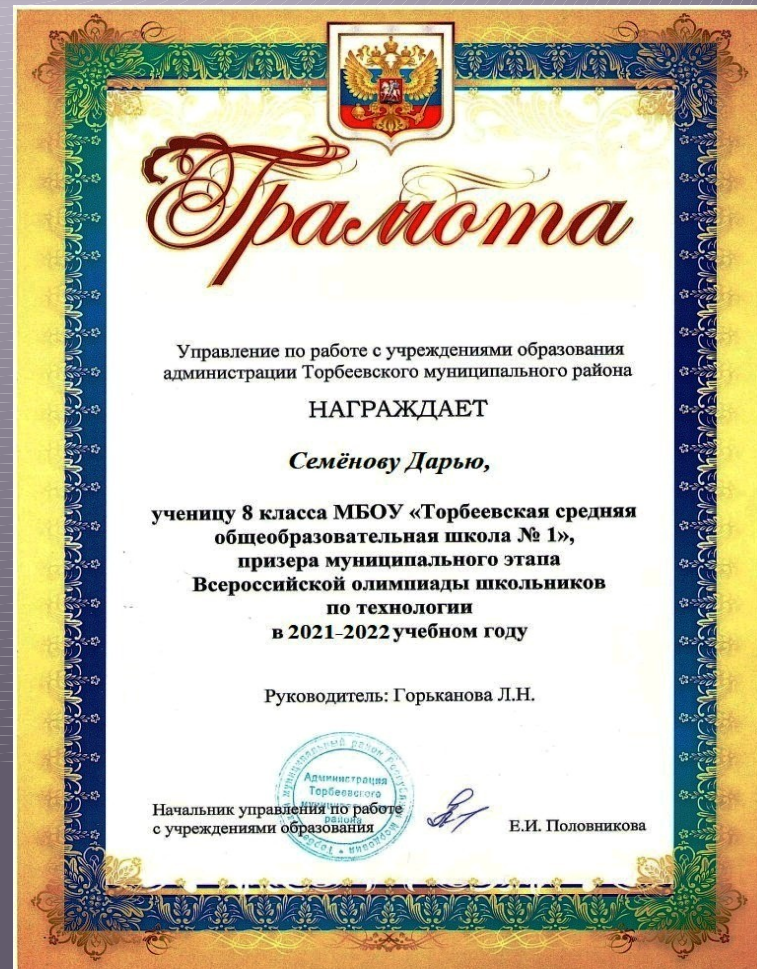 Грамота
Управление по работе с учреждениями образования
администрации Торбеевского муниципального района
НАГРАЖДАЕТ
Семёнову Дарью,
ученицу 8 класса МБОУ «Торбеевская средняя
общеобразовательная школа № 1»,
призера муниципального этапа
Всероссийской олимпиады школьников
по технологии
в 2021-2022 учебном году
Руководитель: Горьканова Л.Н.
Администрация
Торбеевского
муниципального
района
Начальник управления по работе
с учреждениями образования
Е.И. Половникова